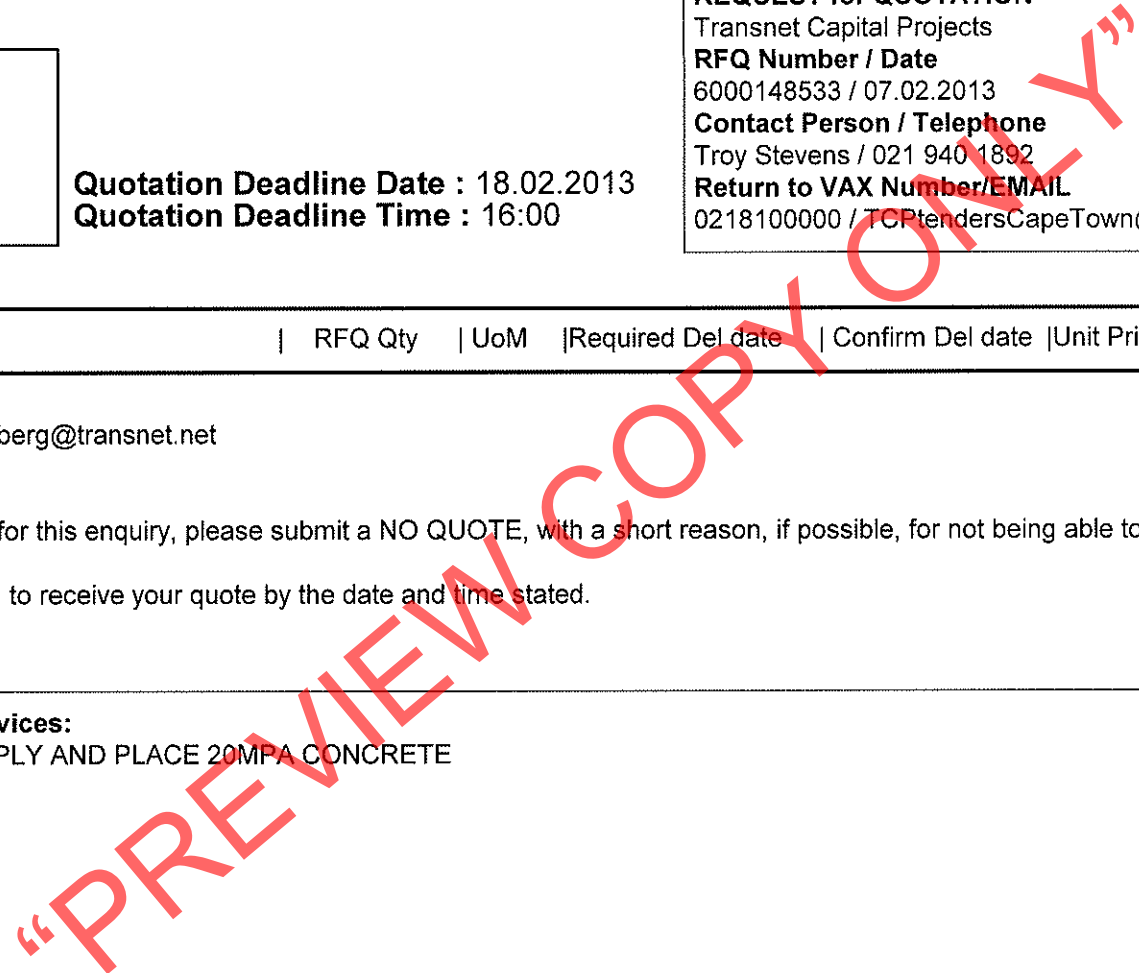 REQUEST for QUOTATION
Transnet Capital Projects
RFQ Number / Date
6000148533 / 07.02.2013
Contact Person / Telephone
Troy Stevens / 021 940 1892
Return to VAX Number/EMAIL
0218100000 / TCPtendersCapeTown@
Quotation Deadline Date : 18.02.2013
Quotation Deadline Time : 16:00
| RFQ Qty | UoM |Required Del date | Confirm Del date |Unit Pri
berg@transnet.net
for this enquiry, please submit a NO QUOTE, with a short reason, if possible, for not being able to
to receive your quote by the date and time stated.
vices:
PLY AND PLACE 20MPA CONCRETE
“PREVIEW COPY ONLY”